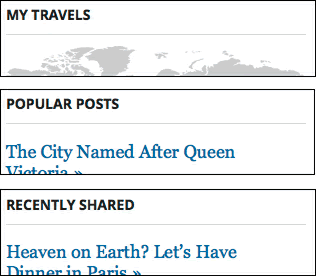 MY TRAVELS
POPULAR POSTS
The City Named After Queen
Victoria »
RECENTLY SHARED
Heaven on Earth? Let's Have
Dinner in Paris »